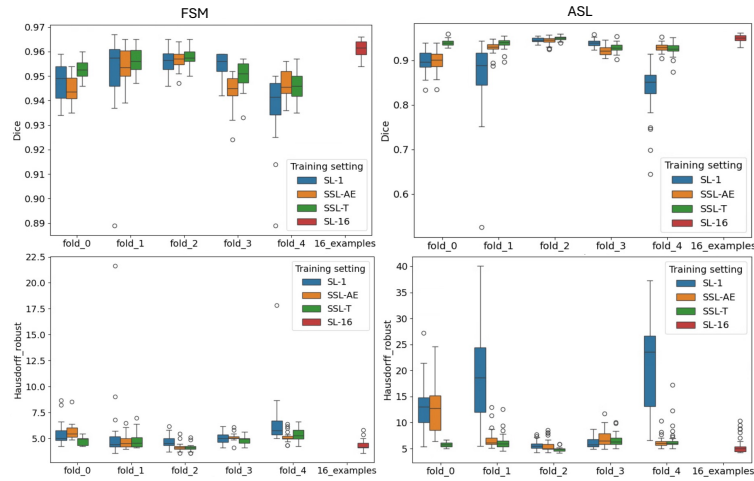 FSM
ASL
0.97
0.96
0.95
0.94
0.93
0.92
0.91
0.90
0.89
Dice
Training setting
SL-1
SSL-AE
SSL-T
SL-16
fold_0 fold_1 fold_2 fold_3 fold_4 16_examples
0.9
0.8
0.7
0.6
Dice
Training setting
SL-1
SSL-AE
SSL-T
SL-16
fold_0 fold_1 fold_2 fold_3 fold_4 16_examples
22.5
20.0
17.5
15.0
12.5
10.0
7.5
5.0
Hausdorff_robust
Training setting
SL-1
SSL-AE
SSL-T
SL-16
fold_0 fold_1 fold_2 fold_3 fold_4 16_examples
40
35
30
25
20
15
10
5
Hausdorff_robust
Training setting
SL-1
SSL-AE
SSL-T
SL-16
fold_0 fold_1 fold_2 fold_3 fold_4 16_examples